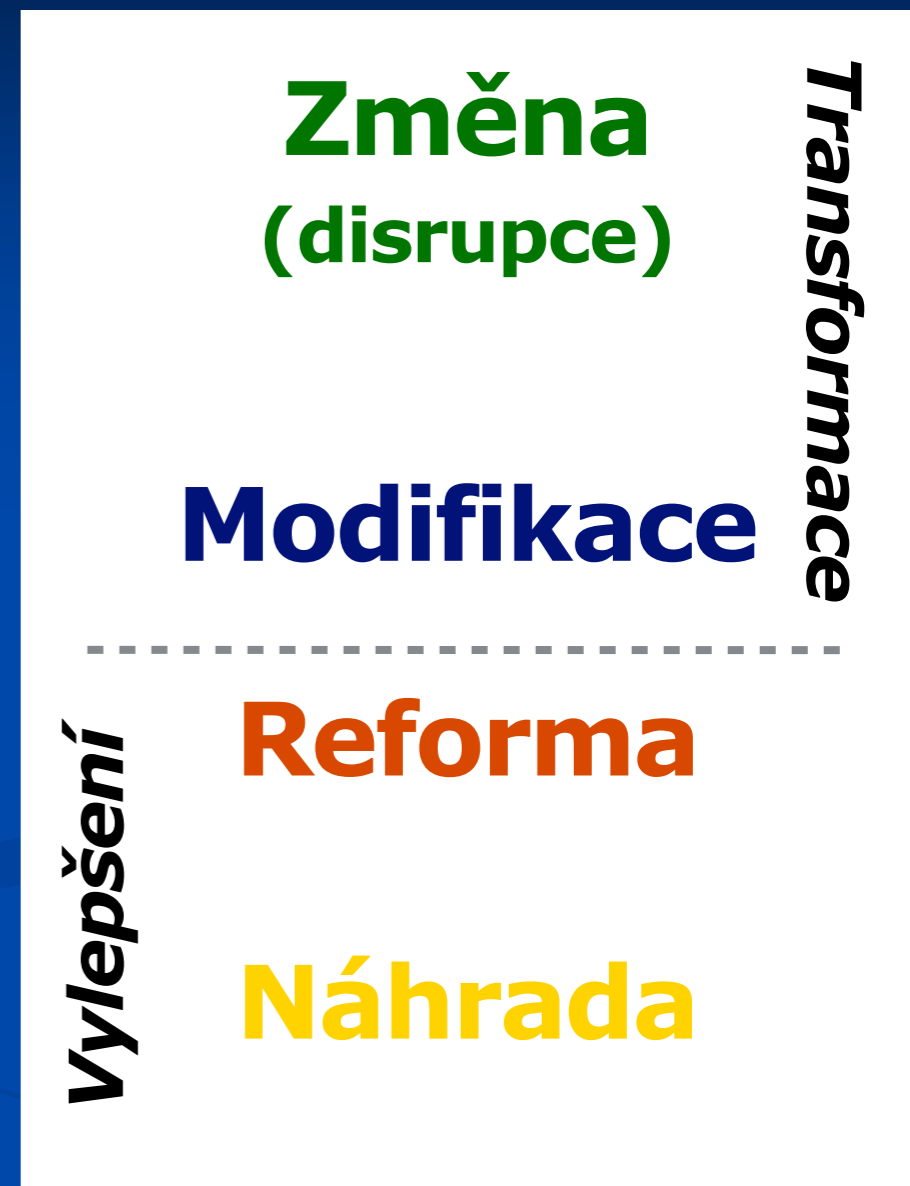 Změna
(disrupce)
Transformace
Modifikace
Reforma
Vylepšení
Náhrada